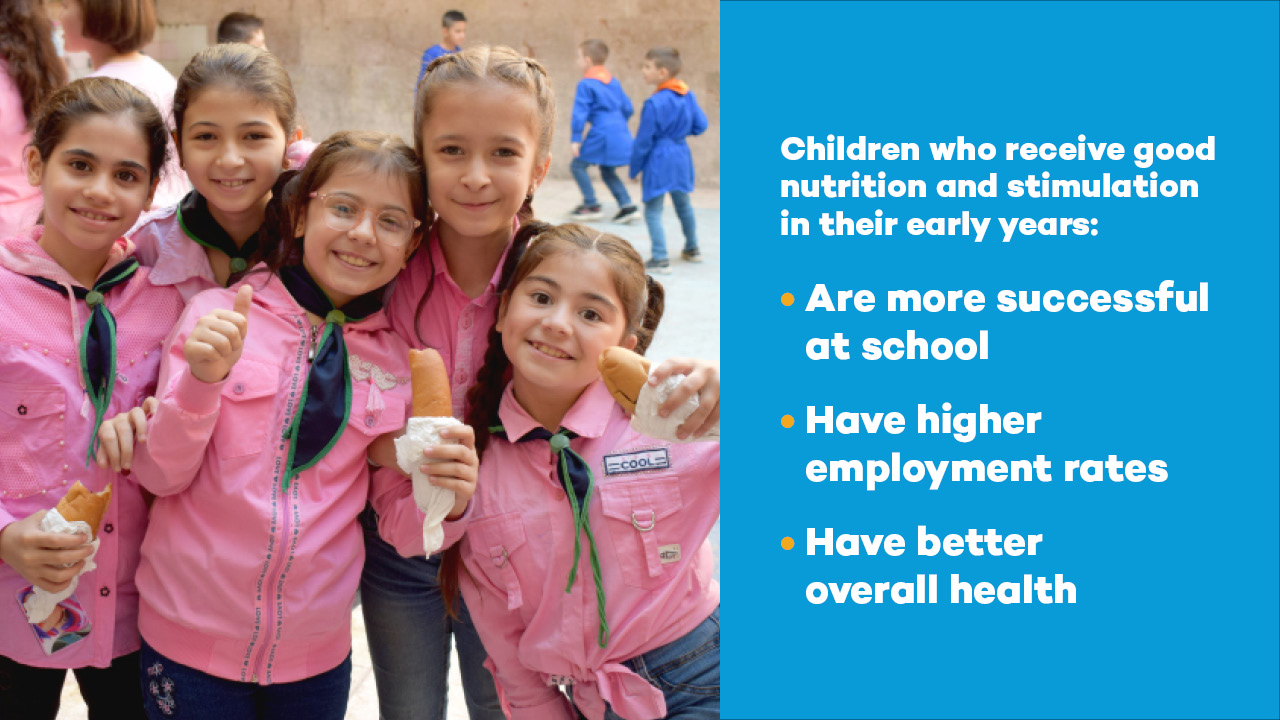 Children who receive good
nutrition and stimulation
in their early years:
• Are more successful
at school
• Have higher
employment rates
• Have better
overall health
COOL